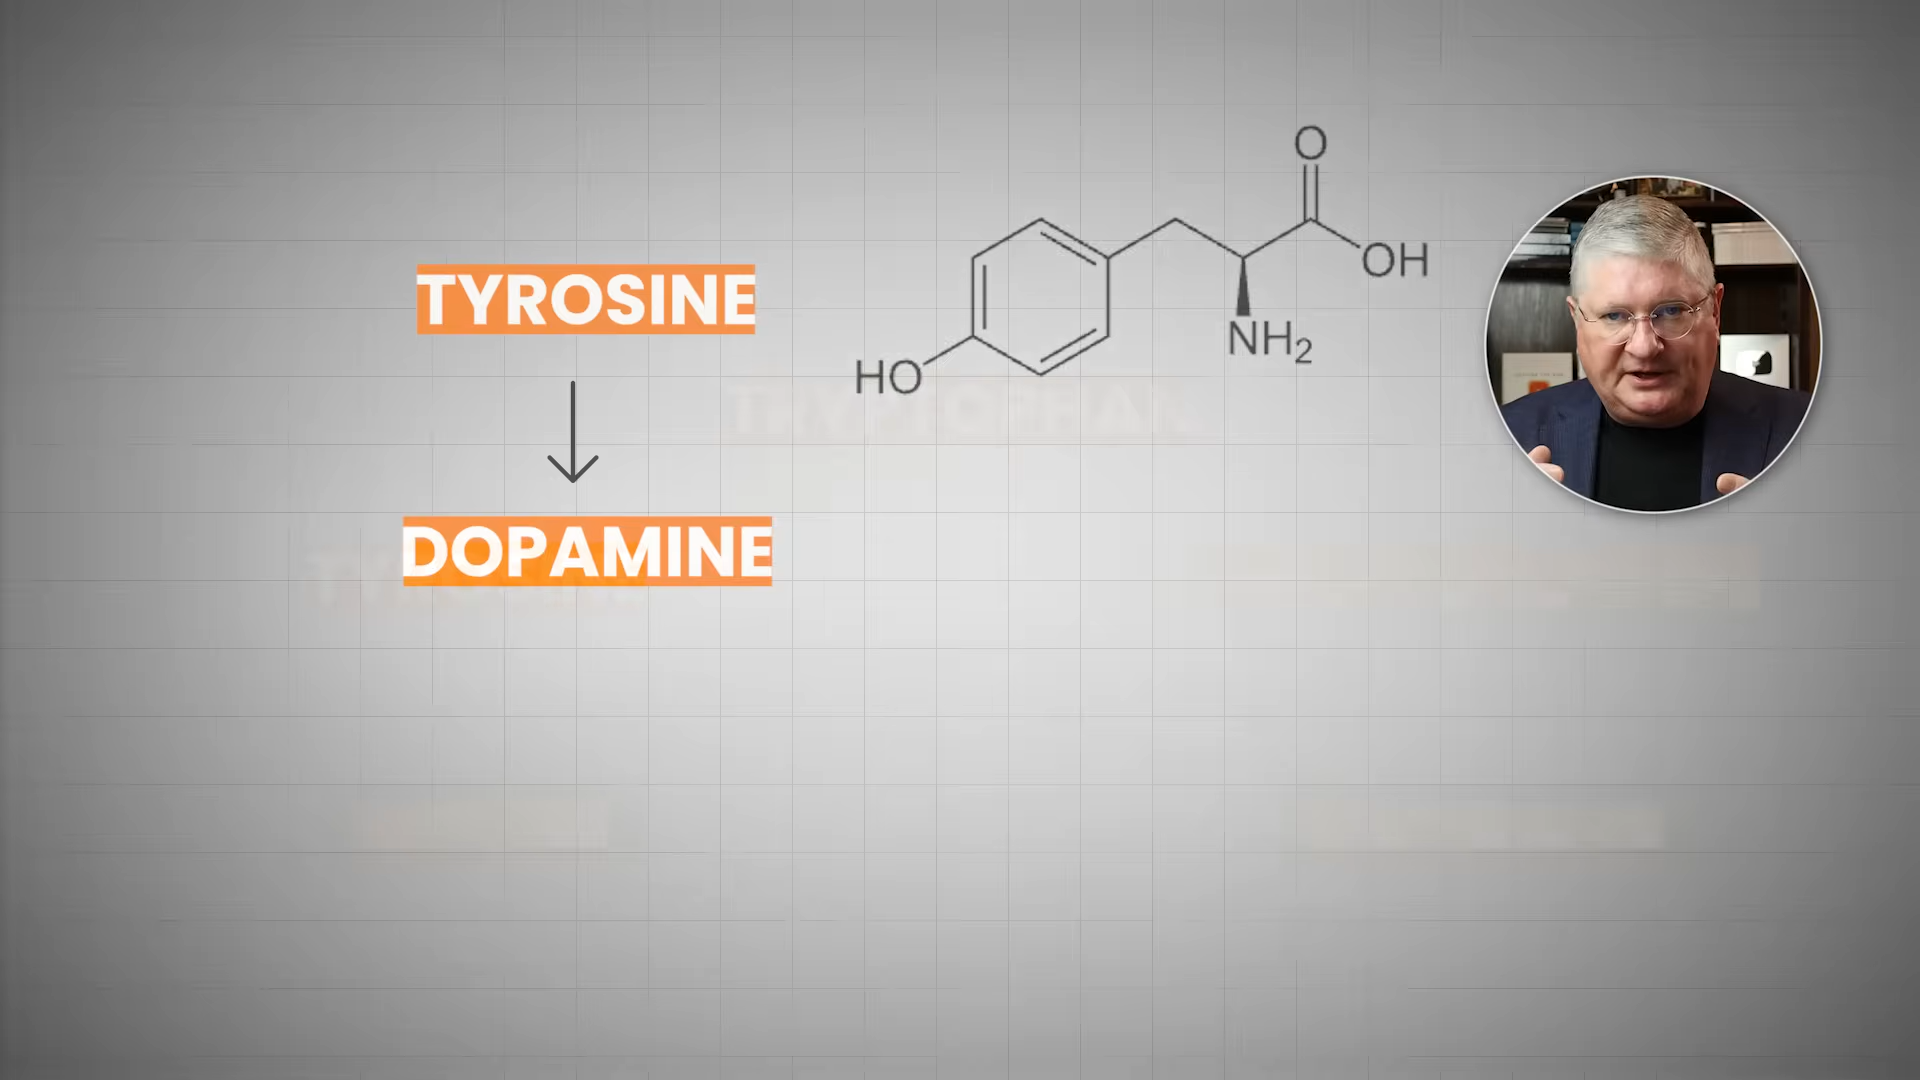 TYROSINE
DOPAMINE
O
OH
NH₂
HO